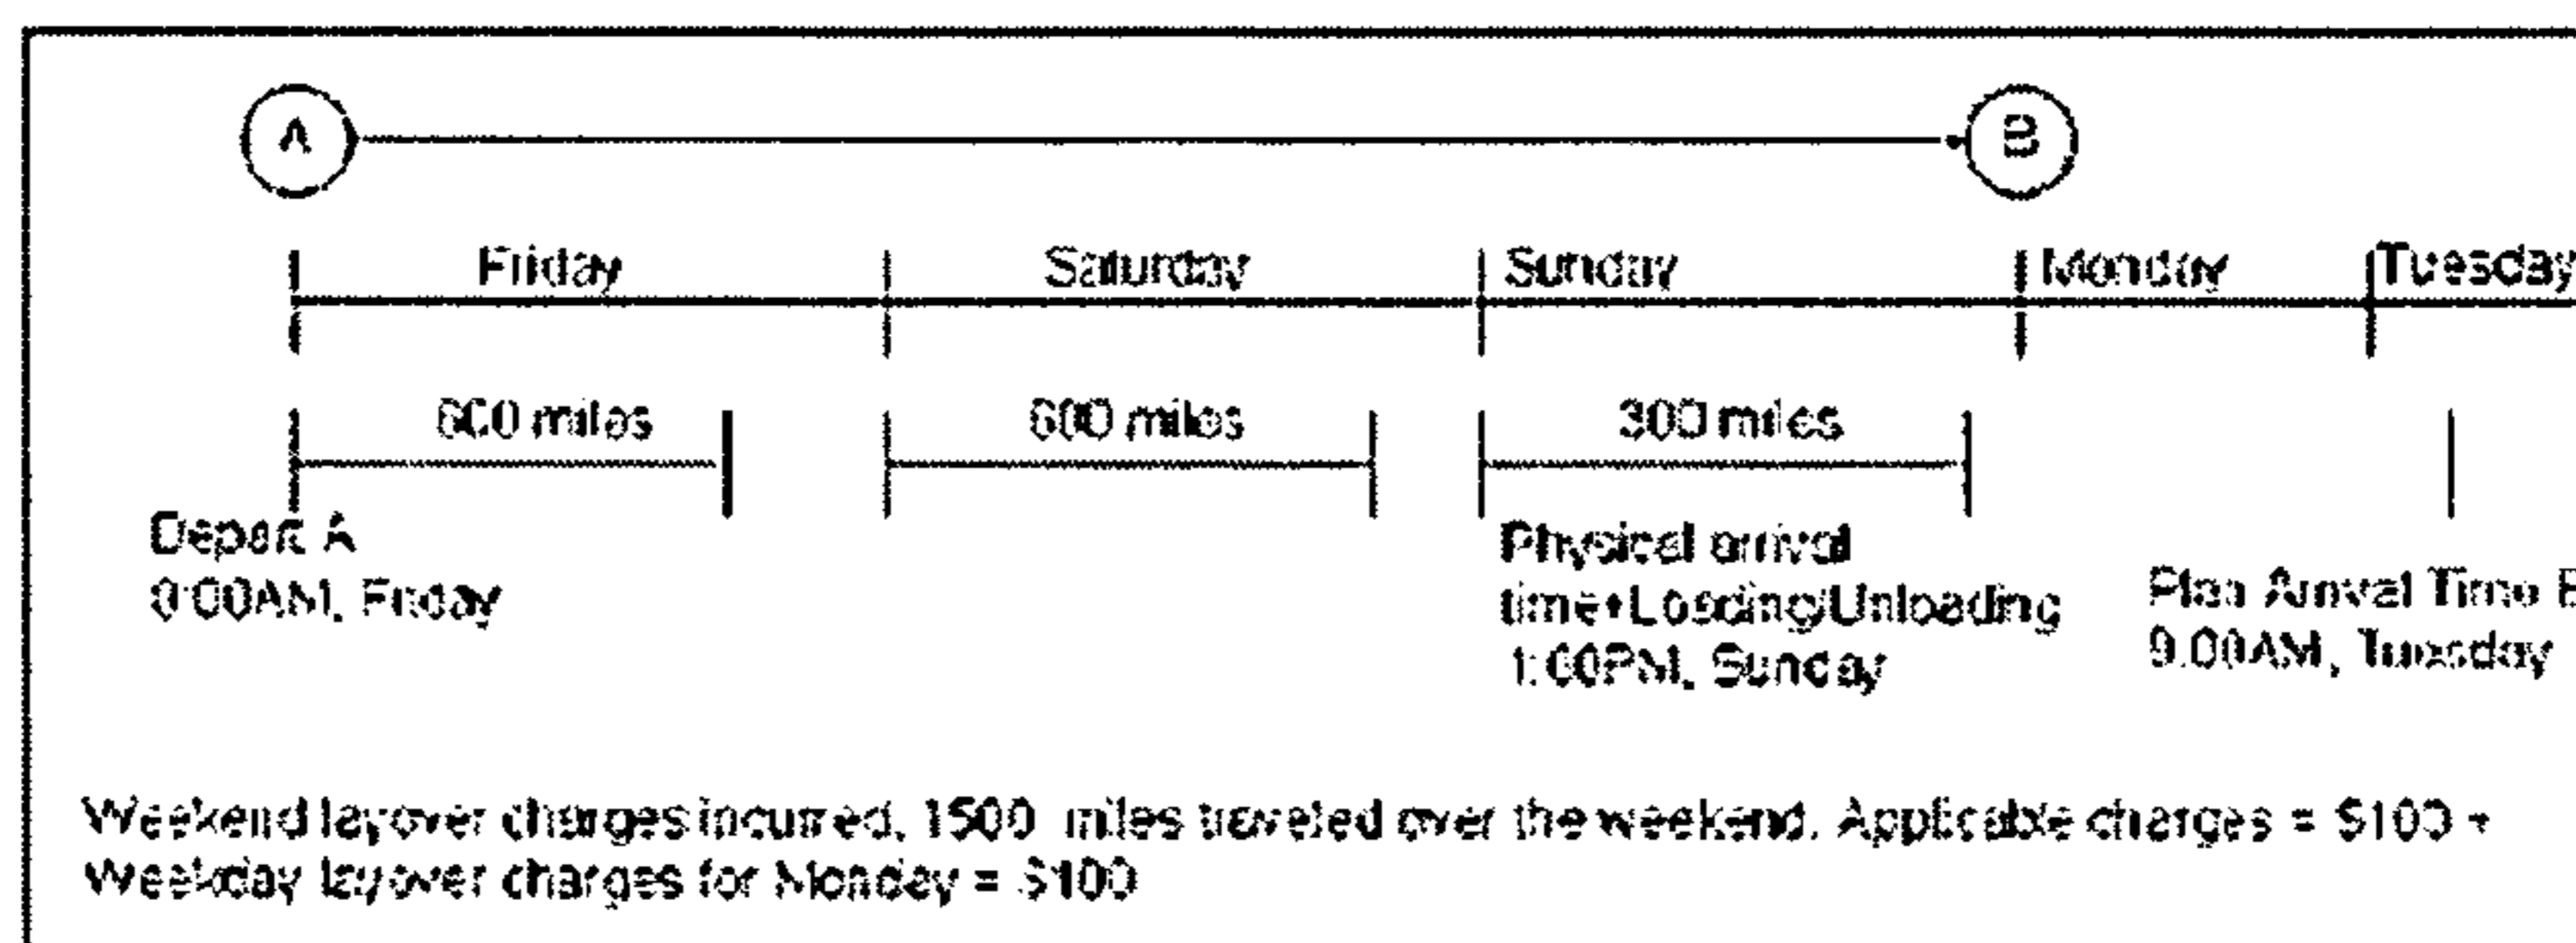 A B
Friday Saturday Sunday Monday Tuesday
600 miles 600 miles 300 miles
Depart A
9:00AM, Friday
Physical arrival
time+Loading/Unloading
1:00PM, Sunday
Plan Arrival Time B
9:00AM, Tuesday
Weekend layover charges incurred, 1500 miles traveled over the weekend. Applicable charges = $100 +
Weekday layover charges for Monday = $100